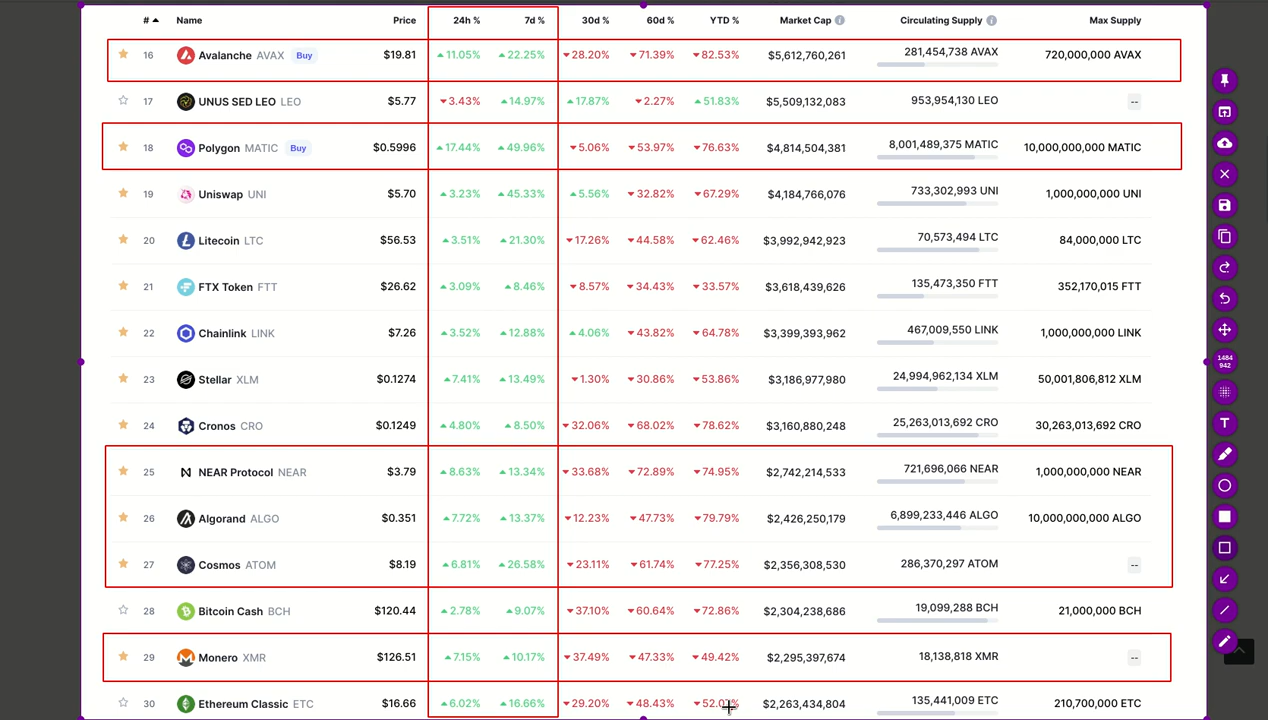 # Name Price 24h % 7d % 30d % 60d % YTD % Market Cap Circulating Supply Max Supply
16 Avalanche AVAX Buy $19.81 11.05% 22.25% 28.20% 71.39% 82.53% $5,612,760,261 281,454,738 AVAX 720,000,000 AVAX
17 UNUS SED LEO LEO $5.77 3.43% 14.97% 17.87% 2.27% 51.83% $5,509,132,083 953,954,130 LEO --
18 Polygon MATIC Buy $0.5996 17.44% 49.96% 5.06% 53.97% 76.63% $4,814,504,381 8,001,489,375 MATIC 10,000,000,000 MATIC
19 Uniswap UNI $5.70 3.23% 45.33% 5.56% 32.82% 67.29% $4,184,766,076 733,302,993 UNI 1,000,000,000 UNI
20 Litecoin LTC $56.53 3.51% 21.30% 17.26% 44.58% 62.46% $3,992,942,923 70,573,494 LTC 84,000,000 LTC
21 FTX Token FTT $26.62 3.09% 8.46% 8.57% 34.43% 33.57% $3,618,439,626 135,473,350 FTT 352,170,015 FTT
22 Chainlink LINK $7.26 3.52% 12.88% 4.06% 43.82% 64.78% $3,399,393,962 467,009,550 LINK 1,000,000,000 LINK
23 Stellar XLM $0.1274 7.41% 13.49% 1.30% 30.86% 53.86% $3,186,977,980 24,994,962,134 XLM 50,001,806,812 XLM
24 Cronos CRO $0.1249 4.80% 8.50% 32.06% 68.02% 78.62% $3,160,880,248 25,263,013,692 CRO 30,263,013,692 CRO
25 NEAR Protocol NEAR $3.79 8.63% 13.34% 33.68% 72.89% 74.95% $2,742,214,533 721,696,066 NEAR 1,000,000,000 NEAR
26 Algorand ALGO $0.351 7.72% 13.37% 12.23% 47.73% 79.79% $2,426,250,179 6,899,233,446 ALGO 10,000,000,000 ALGO
27 Cosmos ATOM $8.19 6.81% 26.58% 23.11% 61.74% 77.25% $2,356,308,530 286,370,297 ATOM --
28 Bitcoin Cash BCH $120.44 2.78% 9.07% 37.10% 60.64% 72.86% $2,304,238,686 19,099,288 BCH 21,000,000 BCH
29 Monero XMR $126.51 7.15% 10.17% 37.49% 47.33% 49.42% $2,295,397,674 18,138,818 XMR --
30 Ethereum Classic ETC $16.66 6.02% 16.66% 29.20% 48.43% $2,263,434,804 135,441,009 ETC 210,700,000 ETC
1484
942
T